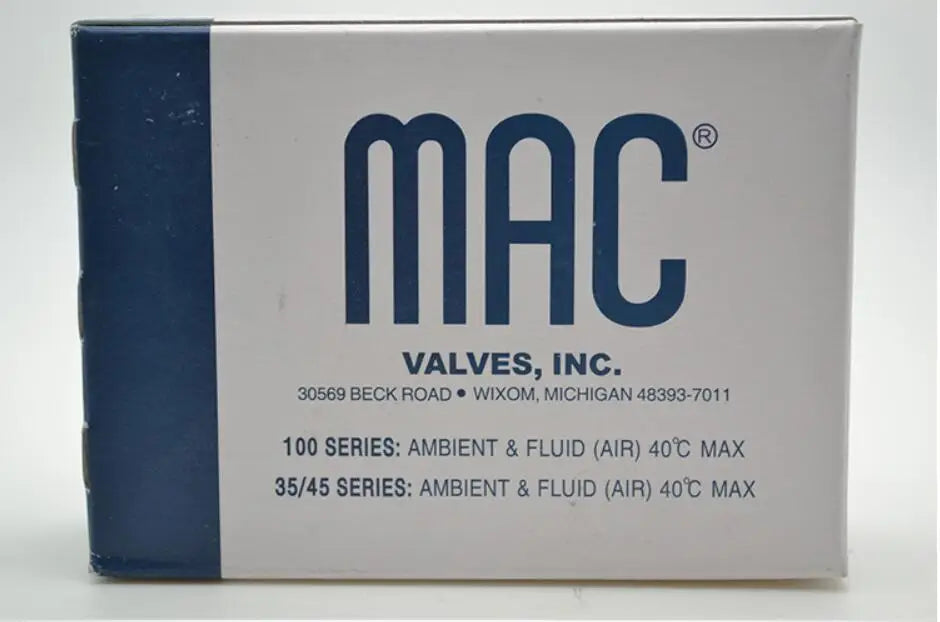 MAC®
VALVES, INC.
30569 BECK ROAD • WIXOM, MICHIGAN 48393-7011
100 SERIES: AMBIENT & FLUID (AIR) 40℃ MAX
35/45 SERIES: AMBIENT & FLUID (AIR) 40℃ MAX